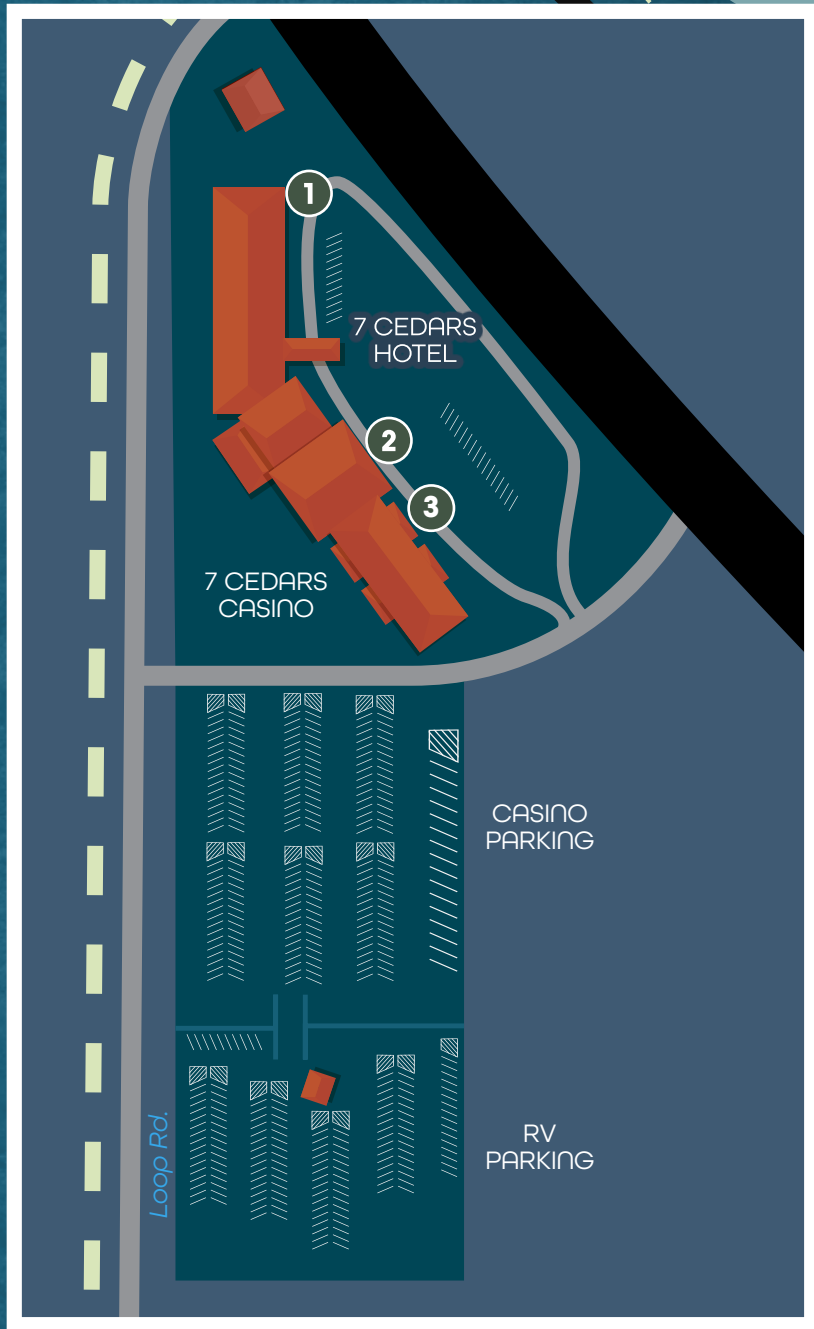 1
7 CEDARS
HOTEL
2
3
7 CEDARS
CASINO
CASINO
PARKING
Loop Rd.
RV
PARKING